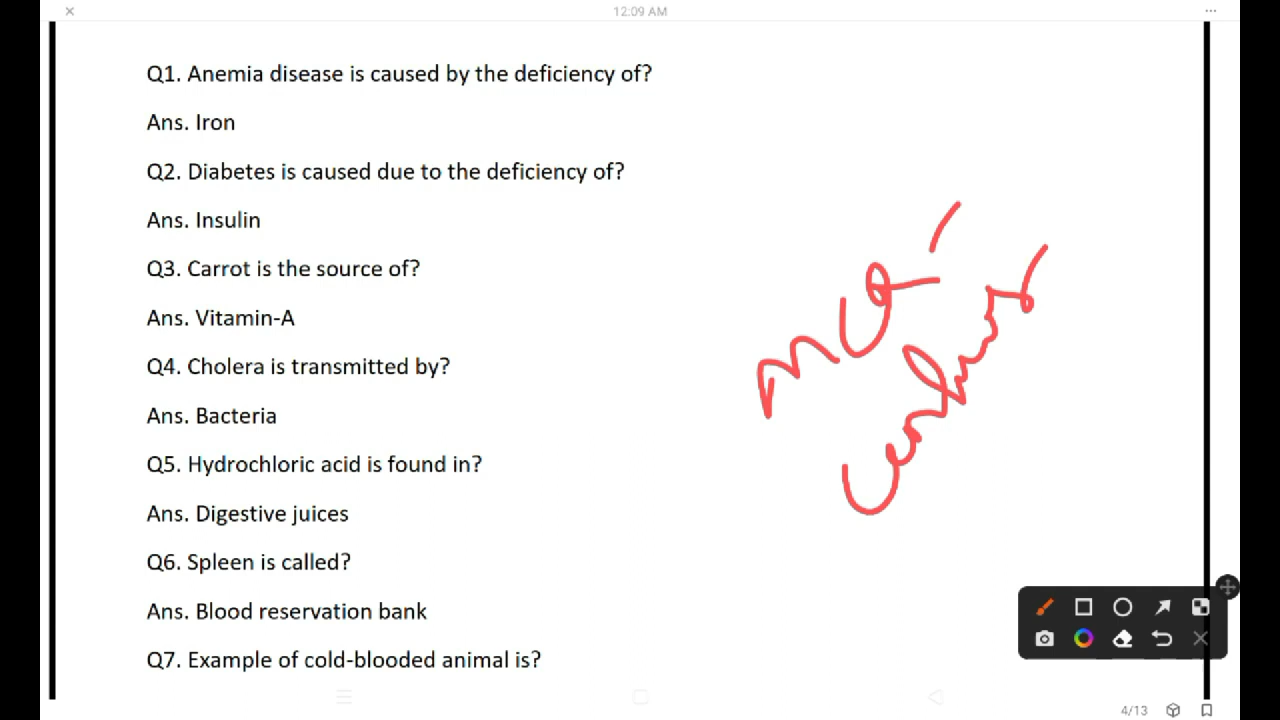 12:09 AM
Q1. Anemia disease is caused by the deficiency of?
Ans. Iron
Q2. Diabetes is caused due to the deficiency of?
Ans. Insulin
Q3. Carrot is the source of?
Ans. Vitamin-A
Q4. Cholera is transmitted by?
Ans. Bacteria
Q5. Hydrochloric acid is found in?
Ans. Digestive juices
Q6. Spleen is called?
Ans. Blood reservation bank
Q7. Example of cold-blooded animal is?
MCQ
4/13